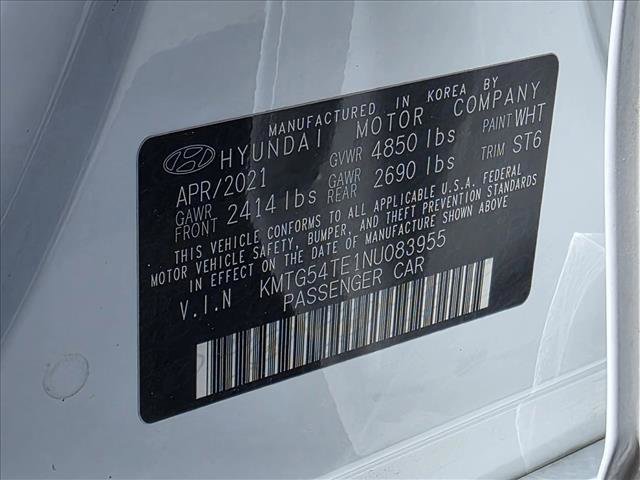 MANUFACTURED IN KOREA BY
HYUNDAI MOTOR COMPANY
APR/2021 GVWR 4850 lbs PAINT WHT
GAWR FRONT 2414 lbs GAWR REAR 2690 lbs TRIM ST6
THIS VEHICLE CONFORMS TO ALL APPLICABLE U.S.A. FEDERAL
MOTOR VEHICLE SAFETY, BUMPER, AND THEFT PREVENTION STANDARDS
IN EFFECT ON THE DATE OF MANUFACTURE SHOWN ABOVE
V.I.N KMTG54TE1NU083955
PASSENGER CAR